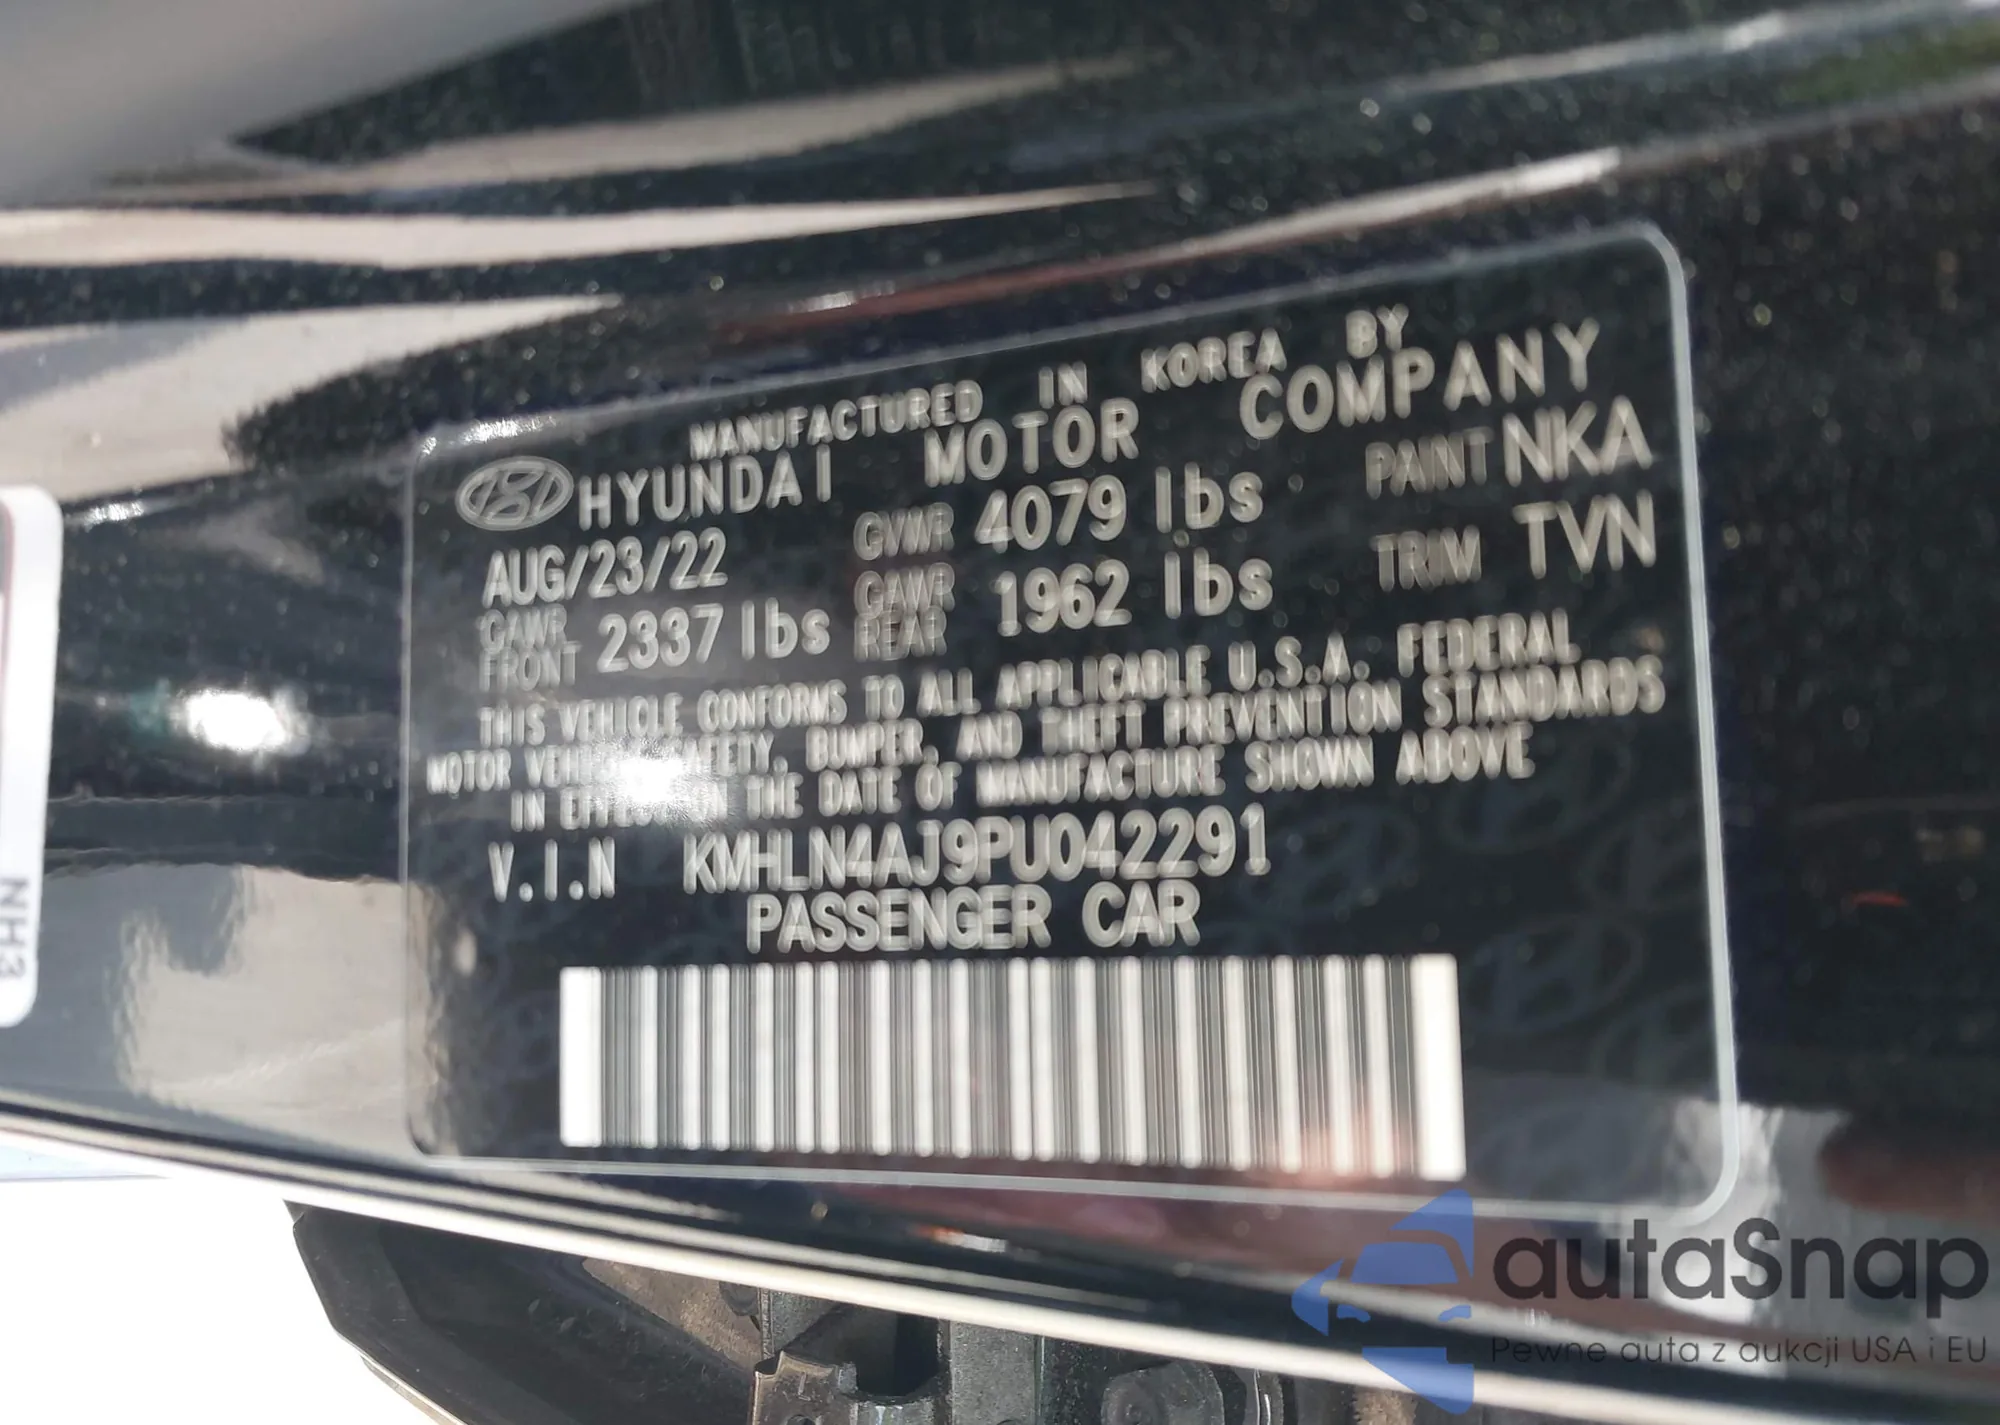 MANUFACTURED IN KOREA BY
HYUNDAI MOTOR COMPANY
AUG/23/22 GVWR 4079 lbs PAINT NKA
GAWR FRONT 2337 lbs GAWR REAR 1962 lbs TRIM TVN
THIS VEHICLE CONFORMS TO ALL APPLICABLE U.S.A. FEDERAL
MOTOR VEHICLE SAFETY, BUMPER, AND THEFT PREVENTION STANDARDS
IN EFFECT ON THE DATE OF MANUFACTURE SHOWN ABOVE
V.I.N KMHLN4AJ9PU042291
PASSENGER CAR
NH3
autaSnap
Pewne auta z aukcji USA i EU